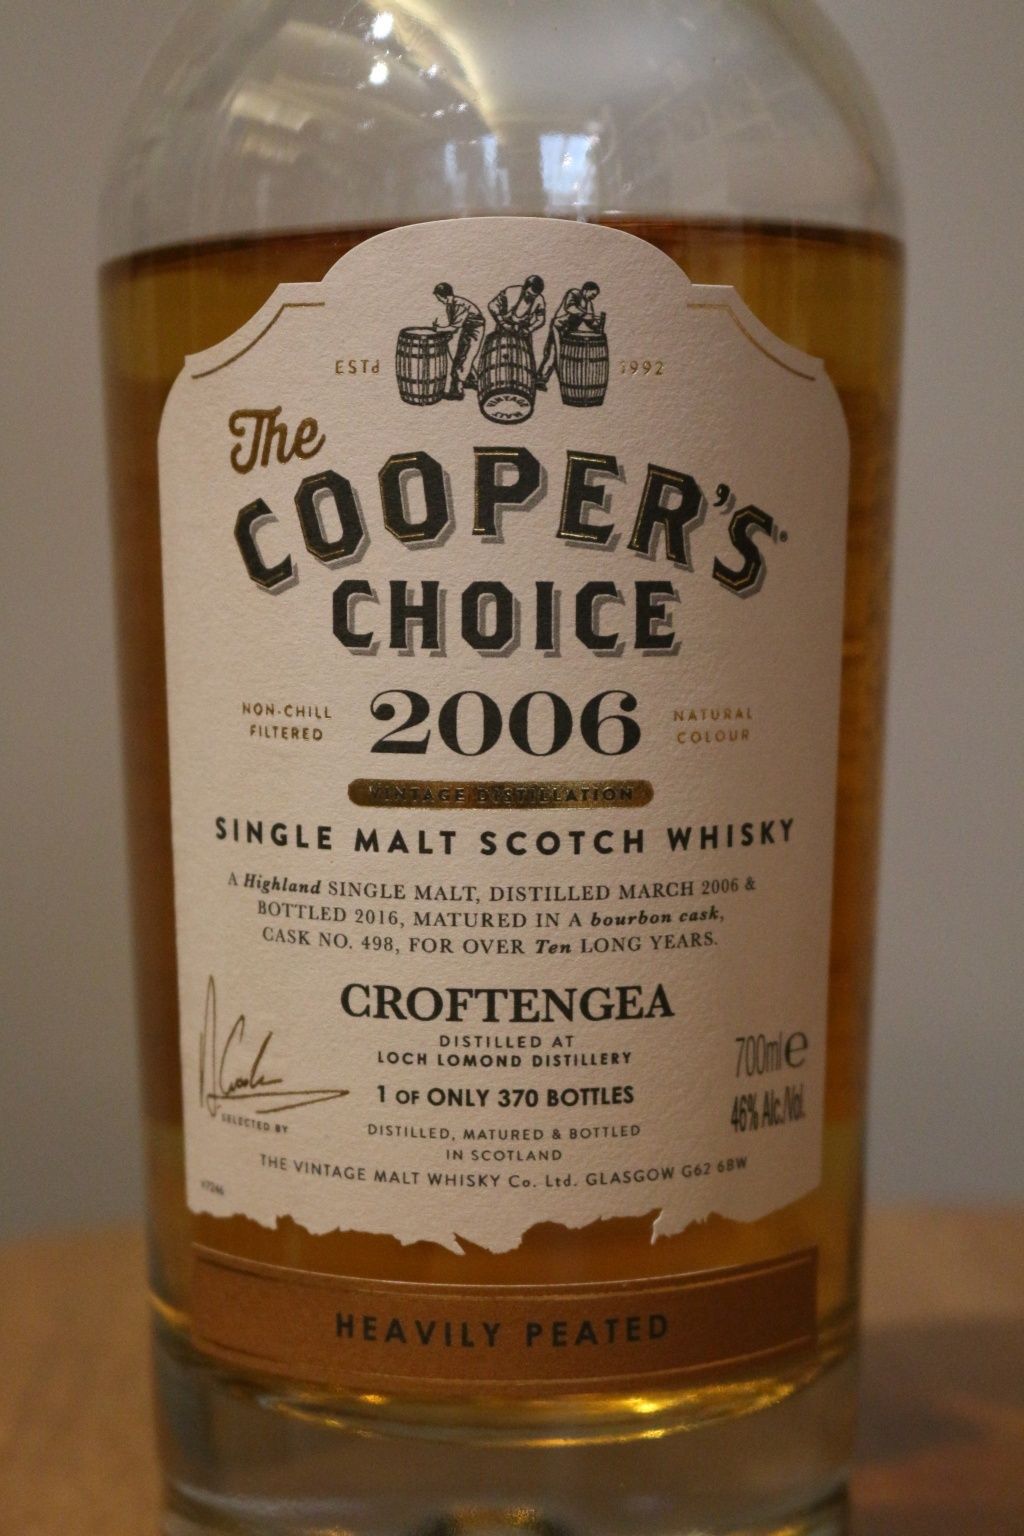 ESTd 1992
VINTAGE
MALT
The
COOPER'S
CHOICE
NON-CHILL
FILTERED
2006
NATURAL
COLOUR
VINTAGE DISTILLATION
SINGLE MALT SCOTCH WHISKY
A Highland SINGLE MALT, DISTILLED MARCH 2006 &
BOTTLED 2016, MATURED IN A bourbon cask,
CASK NO. 498, FOR OVER Ten LONG YEARS.
CROFTENGEA
DISTILLED AT
LOCH LOMOND DISTILLERY
700ml e
1 OF ONLY 370 BOTTLES
46% Alc./Vol.
SELECTED BY
DISTILLED, MATURED & BOTTLED
IN SCOTLAND
THE VINTAGE MALT WHISKY Co. Ltd. GLASGOW G62 6BW
HEAVILY PEATED